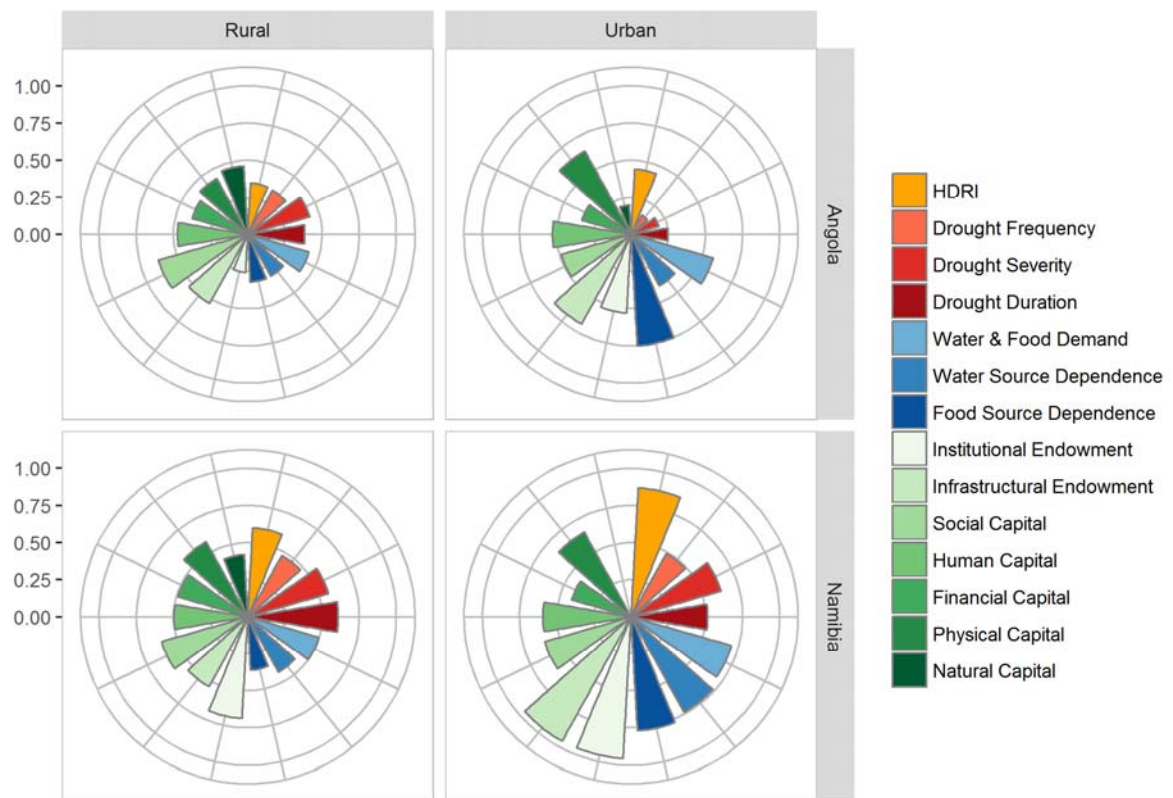 Rural
Urban
1.00
0.75
0.50
0.25
0.00
Angola
1.00
0.75
0.50
0.25
0.00
Namibia
HDRI
Drought Frequency
Drought Severity
Drought Duration
Water & Food Demand
Water Source Dependence
Food Source Dependence
Institutional Endowment
Infrastructural Endowment
Social Capital
Human Capital
Financial Capital
Physical Capital
Natural Capital